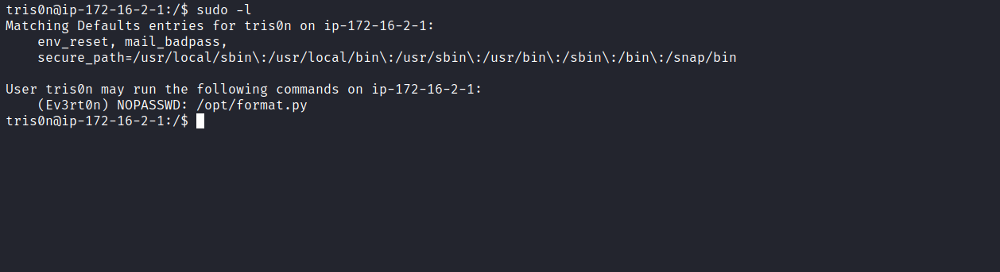 tris0n@ip-172-16-2-1:/$ sudo -l
Matching Defaults entries for tris0n on ip-172-16-2-1:
    env_reset, mail_badpass,
    secure_path=/usr/local/sbin\:/usr/local/bin\:/usr/sbin\:/usr/bin\:/sbin\:/bin\:/snap/bin

User tris0n may run the following commands on ip-172-16-2-1:
    (Ev3rt0n) NOPASSWD: /opt/format.py
tris0n@ip-172-16-2-1:/$